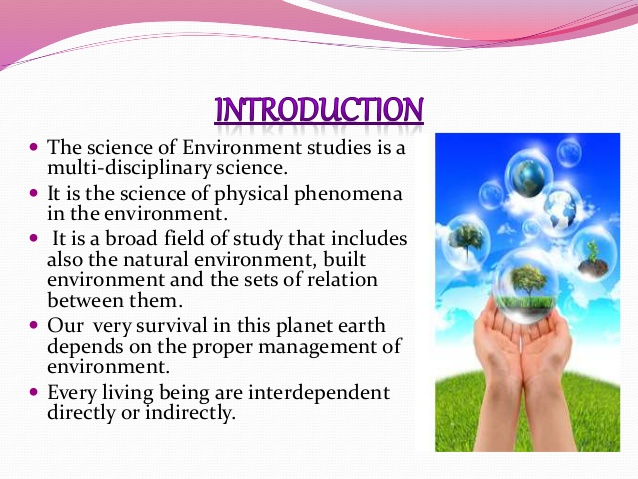 INTRODUCTION
• The science of Environment studies is a
multi-disciplinary science.
• It is the science of physical phenomena
in the environment.
• It is a broad field of study that includes
also the natural environment, built
environment and the sets of relation
between them.
• Our very survival in this planet earth
depends on the proper management of
environment.
• Every living being are interdependent
directly or indirectly.